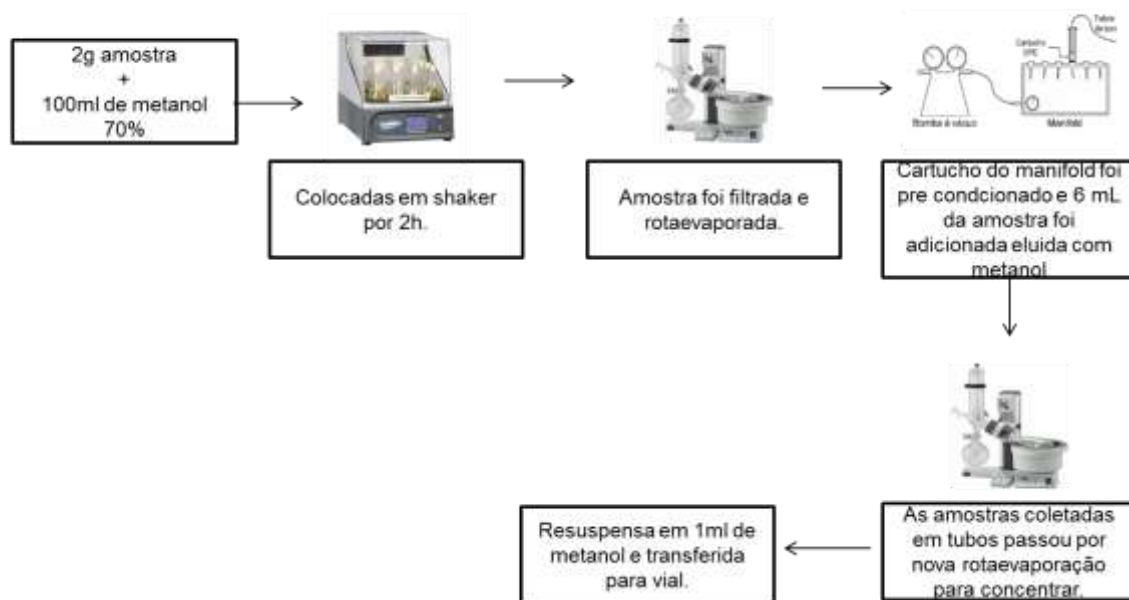 2g amostra
+
100ml de metanol
70%
Colocadas em shaker
por 2h.
Amostra foi filtrada e
rotaevaporada.
Cartucho
SPE
Bomba à vácuo
Manifold
Cartucho do manifold foi
pre condcionado e 6 mL
da amostra foi
adicionada eluida com
metanol
As amostras coletadas
em tubos passou por
nova rotaevaporação
para concentrar.
Resuspensa em 1ml de
metanol e transferida
para vial.